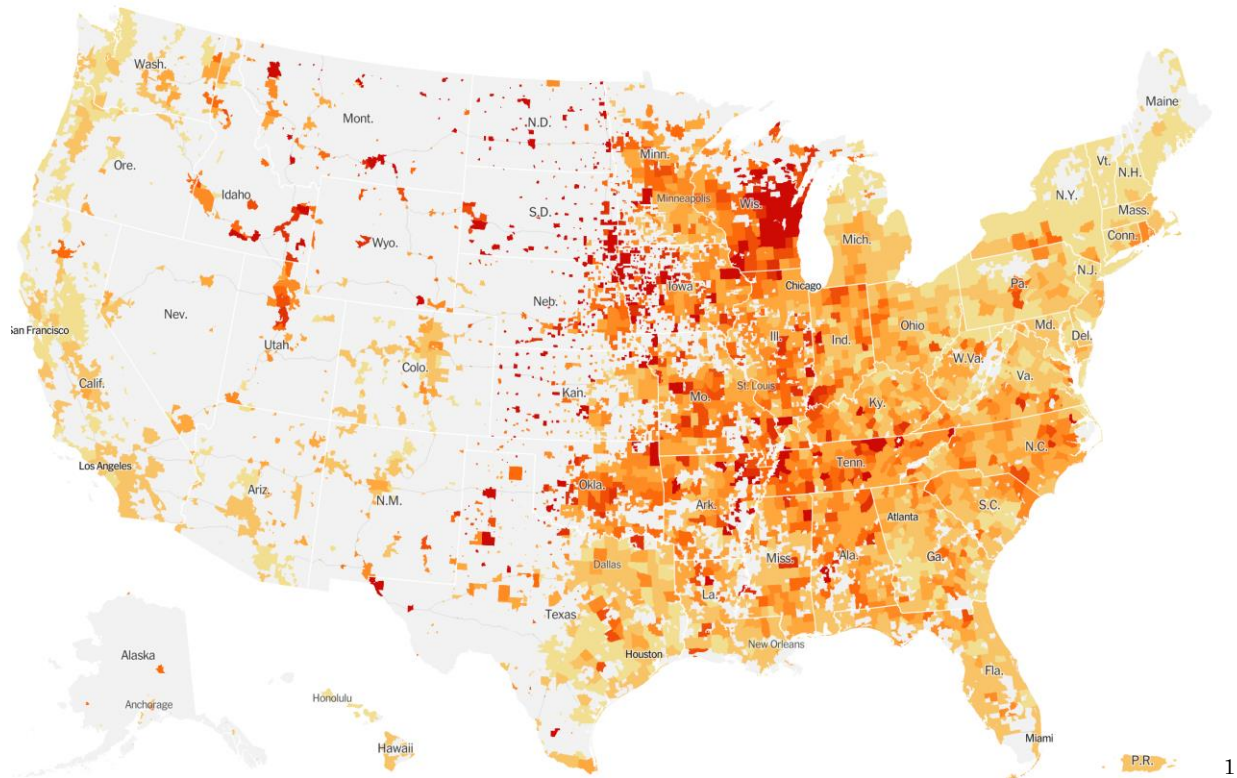 Wash.
Maine
Mont.
N.D.
Minn.
Vt.
N.H.
Ore.
Idaho
Minneapolis
Wis.
N.Y.
Mass.
S.D.
Mich.
Conn.
Wyo.
Iowa
Chicago
Pa.
N.J.
Neb.
San Francisco
Nev.
Utah
Ill.
Ind.
Ohio
Md.
Del.
Colo.
W.Va.
Calif.
Kan.
St. Louis
Mo.
Va.
Ky.
Los Angeles
Ariz.
N.M.
Okla.
Ark.
Tenn.
N.C.
Atlanta
S.C.
Dallas
Miss.
Ala.
Ga.
La.
Texas
Houston
New Orleans
Alaska
Fla.
Honolulu
Anchorage
Hawaii
Miami
P.R.
1